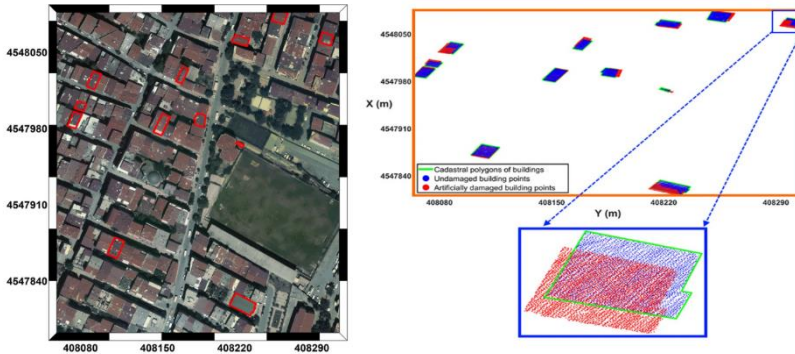 4548050
4547980
4547910
4547840
408080 408150 408220 408290
4548050
4547980
X (m)
4547910
4547840
Cadastral polygons of buildings
Undamaged building points
Artificially damaged building points
408080 408150 408220 408290
Y (m)